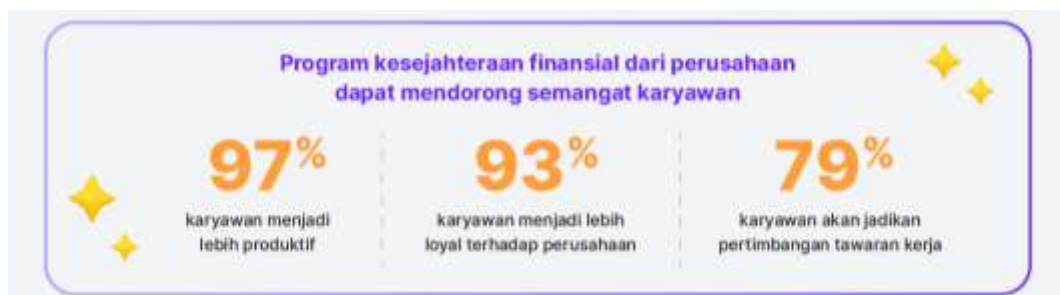 Program kesejahteraan finansial dari perusahaan
dapat mendorong semangat karyawan
97%
karyawan menjadi
lebih produktif
93%
karyawan menjadi lebih
loyal terhadap perusahaan
79%
karyawan akan jadikan
pertimbangan tawaran kerja